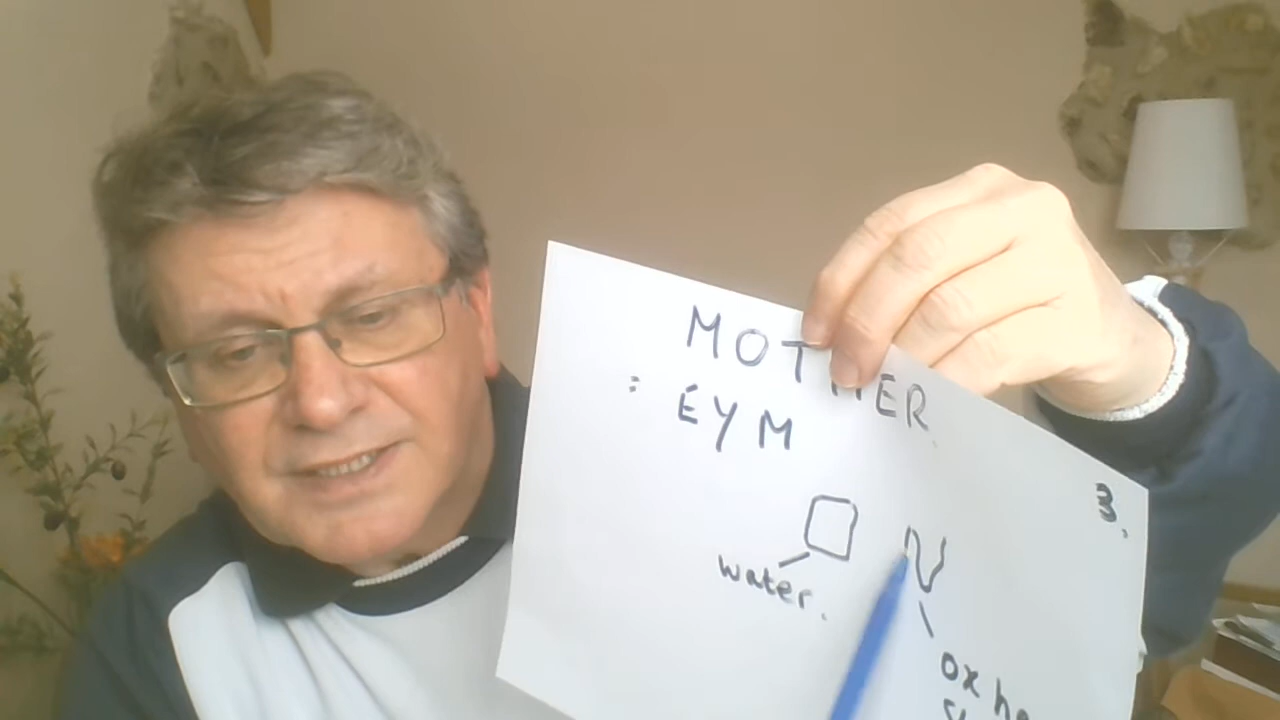 MOTHER.
= EYM
3.
water.
ox